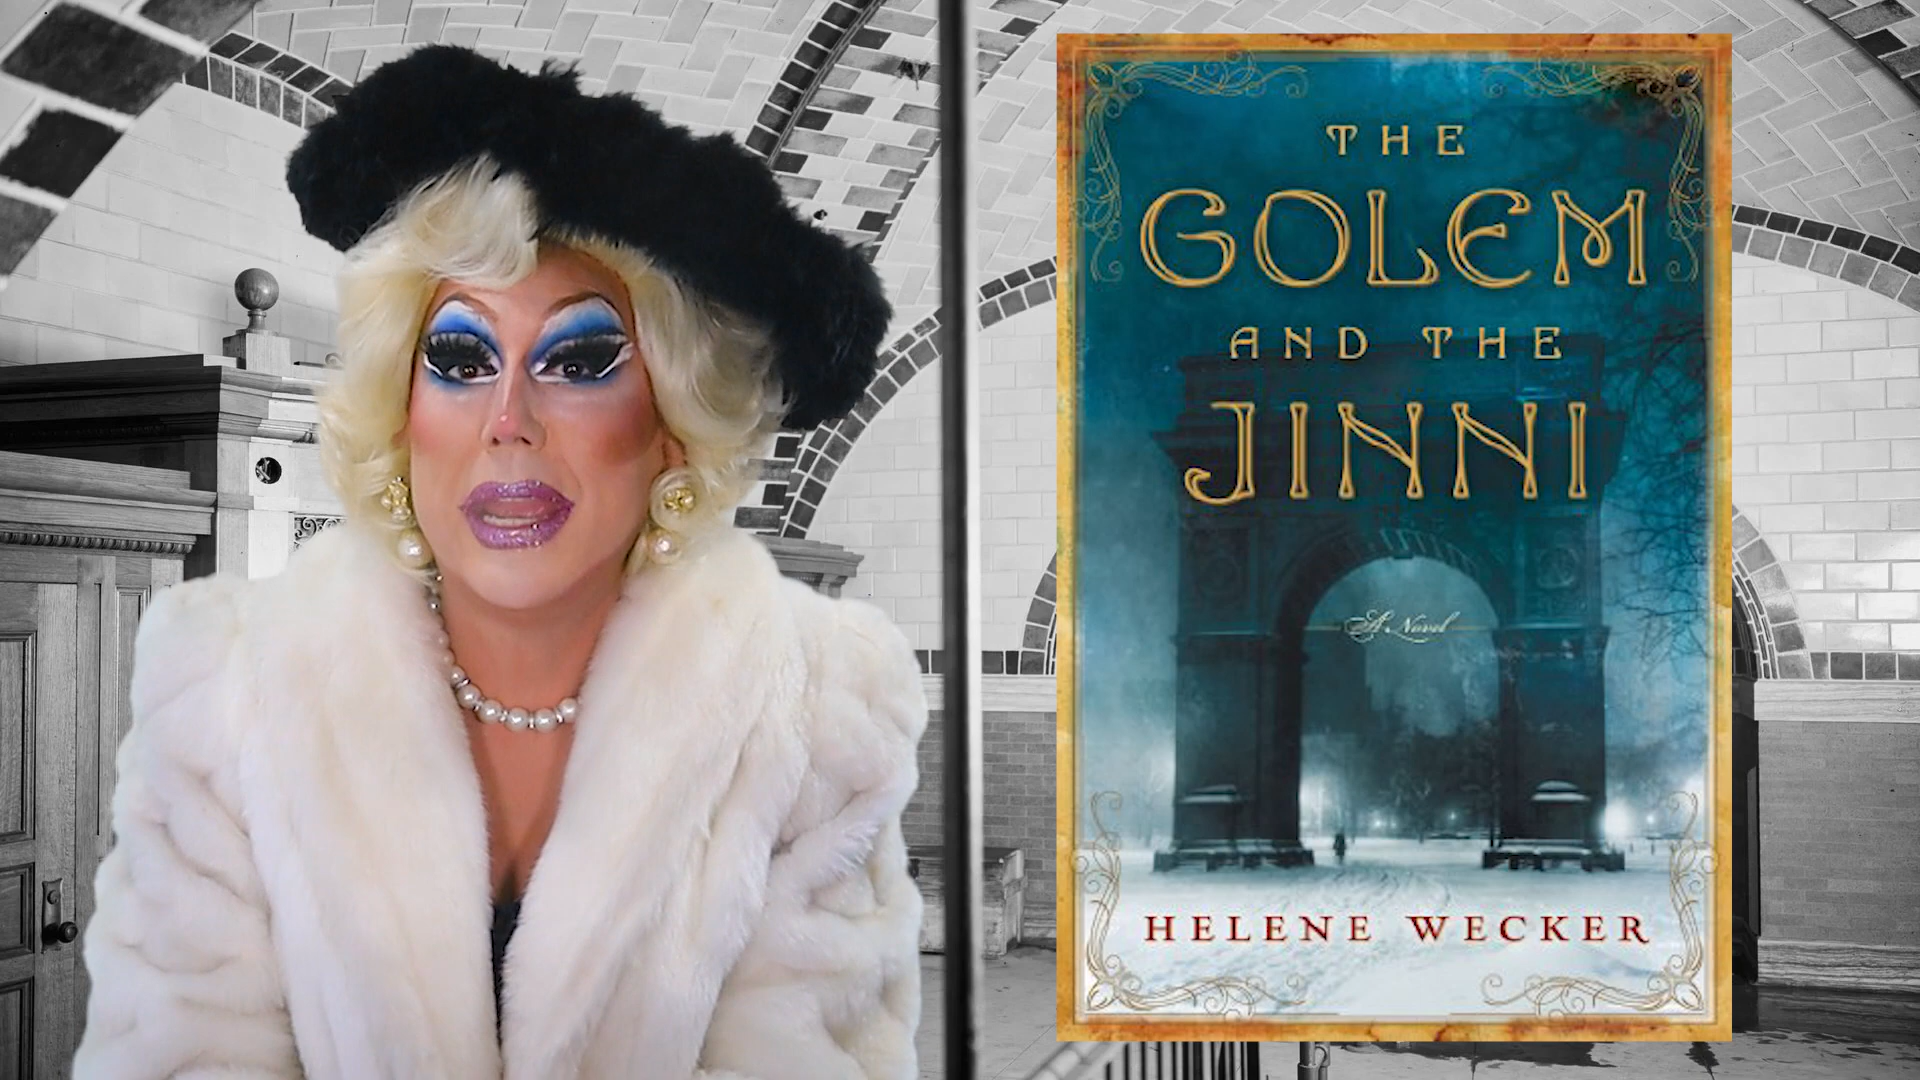 THE
GOLEM
AND THE
JINNI
A Novel
HELENE WECKER